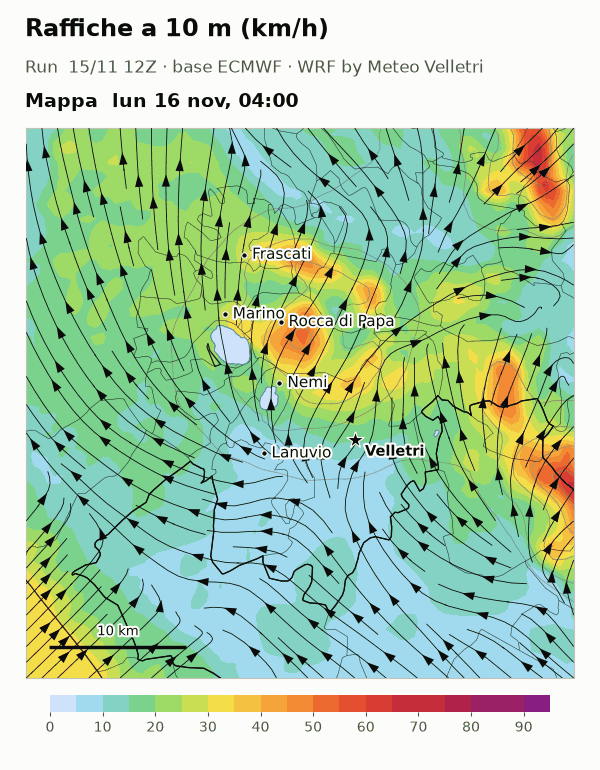 Raffiche a 10 m (km/h)
Run  15/11 12Z · base ECMWF · WRF by Meteo Velletri
Mappa  lun 16 nov, 04:00
Frascati
Marino
Rocca di Papa
Nemi
Velletri
Lanuvio
10 km
0 10 20 30 40 50 60 70 80 90